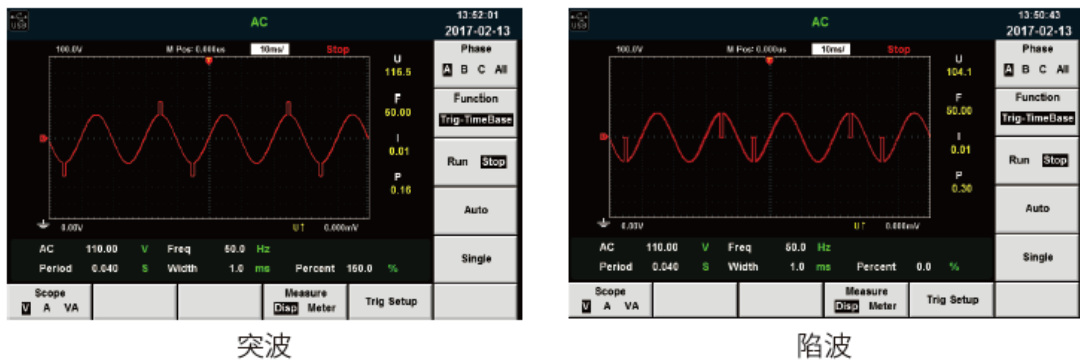 AC
13:52:01
2017-02-13
100.0V M Pos: 0.000us 10ms/ Stop
U
116.5
F
50.00
I
0.01
P
0.16
0.00V U↑ 0.000mV
AC 110.00 V Freq 50.0 Hz
Period 0.040 S Width 1.0 ms Percent 150.0 %
Phase
A B C All
Function
Trig-TimeBase
Run Stop
Auto
Single
Scope
V A VA
Measure
Disp Meter
Trig Setup
突波
AC
13:50:43
2017-02-13
100.0V M Pos: 0.000us 10ms/ Stop
U
104.1
F
50.00
I
0.01
P
0.30
0.00V U↑ 0.000mV
AC 110.00 V Freq 50.0 Hz
Period 0.040 S Width 1.0 ms Percent 0.0 %
Phase
A B C All
Function
Trig-TimeBase
Run Stop
Auto
Single
Scope
V A VA
Measure
Disp Meter
Trig Setup
陷波